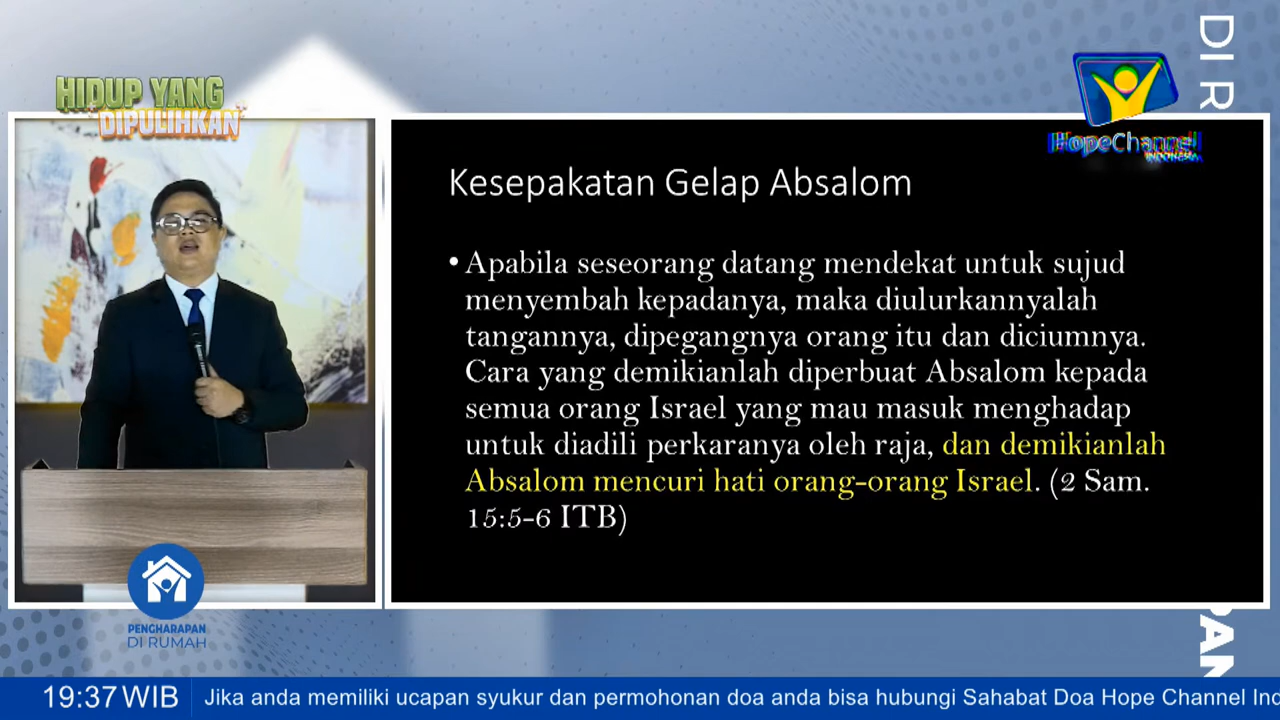 DI R
HIDUP YANG
DIPULIHKAN
HopeChannel
INDONESIA
Kesepakatan Gelap Absalom
• Apabila seseorang datang mendekat untuk sujud
menyembah kepadanya, maka diulurkannyalah
tangannya, dipegangnya orang itu dan diciumnya.
Cara yang demikianlah diperbuat Absalom kepada
semua orang Israel yang mau masuk menghadap
untuk diadili perkaranya oleh raja, dan demikianlah
Absalom mencuri hati orang-orang Israel. (2 Sam.
15:5-6 ITB)
PENGHARAPAN
DI RUMAH
PAN
19:37 WIB
Jika anda memiliki ucapan syukur dan permohonan doa anda bisa hubungi Sahabat Doa Hope Channel Ind